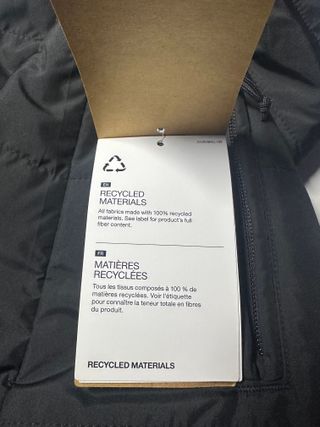 EN
RECYCLED
MATERIALS
All fabrics made with 100% recycled
materials. See label for product's full
fiber content.
FR
MATIÈRES
RECYCLÉES
Tous les tissus composés à 100 % de
matières recyclées. Voir l'étiquette
pour connaître la teneur totale en fibres
du produit.
RECYCLED MATERIALS